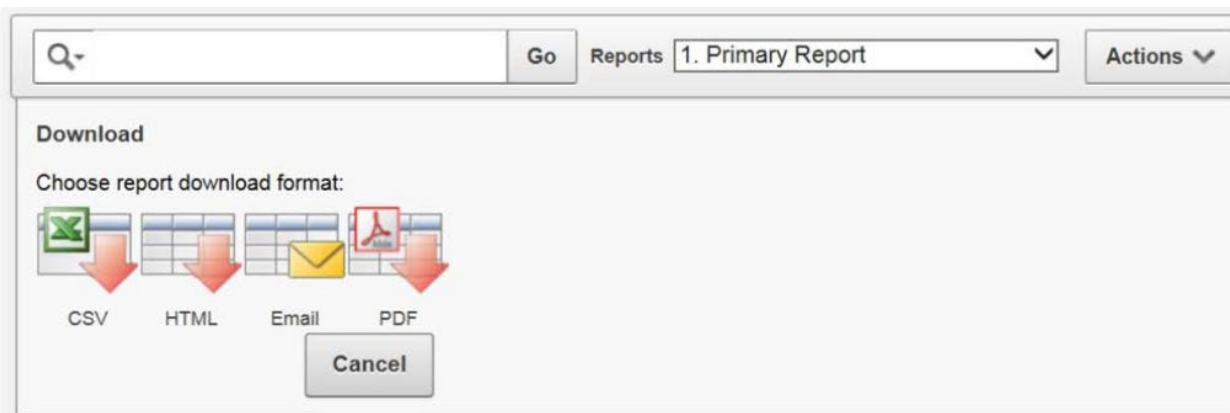 Go Reports 1. Primary Report Actions
Download
Choose report download format:
CSV HTML Email PDF
Cancel